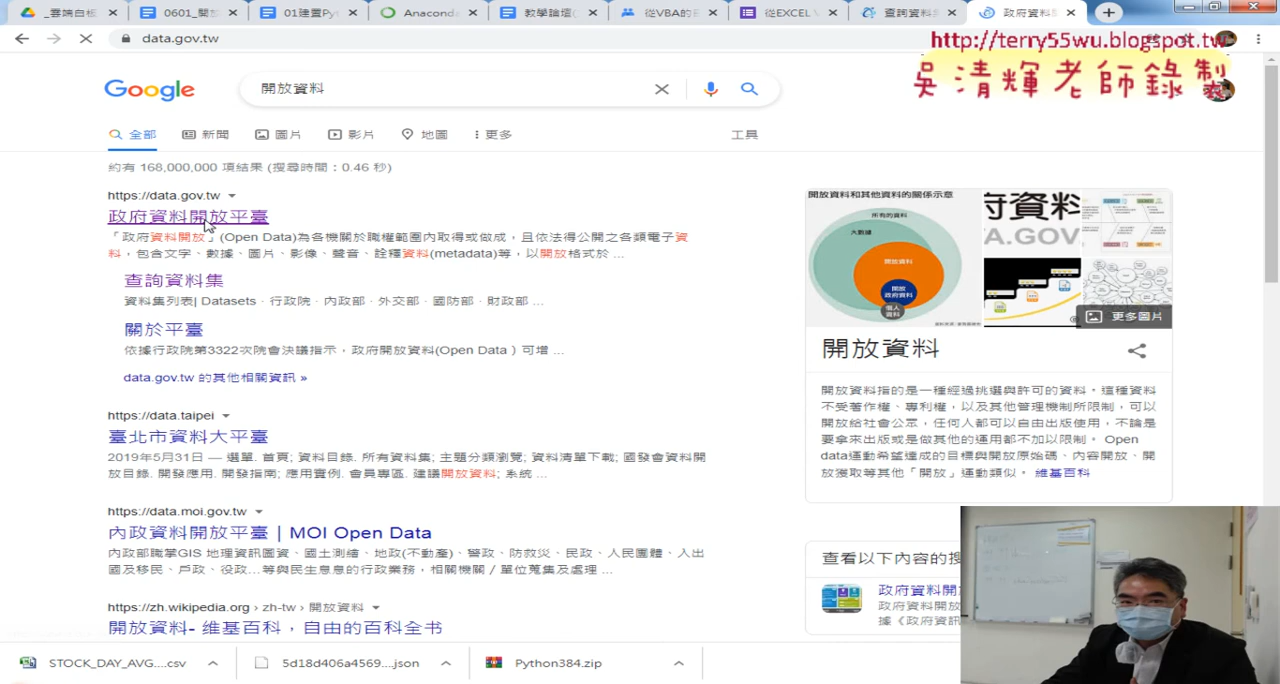 _雲端白板
0601_開放
01建置Py
Anaconda
教學論壇(
從VBA的
從EXCEL V
查詢資料
政府資料
data.gov.tw
http://terry55wu.blogspot.tw
吳清輝老師錄製
Google
開放資料
全部
新聞
圖片
影片
地圖
更多
工具
約有 168,000,000 項結果 (搜尋時間：0.46 秒)
https://data.gov.tw
政府資料開放平臺
「政府資料開放」(Open Data)為各機關於職權範圍內取得或做成，且依法得公開之各類電子資
料，包含文字、數據、圖片、影像、聲音、詮釋資料(metadata)等，以開放格式於 ...
查詢資料集
資料集列表| Datasets · 行政院 · 內政部 · 外交部 · 國防部 · 財政部 ...
關於平臺
依據行政院第3322次院會決議指示，政府開放資料(Open Data ) 可增 ...
data.gov.tw 的其他相關資訊 »
https://data.taipei
臺北市資料大平臺
2019年5月31日 — 選單. 首頁; 資料目錄. 所有資料集; 主題分類瀏覽; 資料清單下載; 國發會資料開
放目錄. 開發應用. 開發指南; 應用實例. 會員專區. 建議開放資料; 系統 ...
https://data.moi.gov.tw
內政資料開放平臺 | MOI Open Data
內政部職掌GIS 地理資訊圖資、國土測繪、地政(不動產)、警政、防救災、民政、人民團體、入出
國及移民、戶政、役政...等與民生息息的行政業務，相關機關 / 單位蒐集及處理 ...
https://zh.wikipedia.org › zh-tw › 開放資料
開放資料- 維基百科，自由的百科全書
開放資料和其他資料的關係示意
所有的資料
大數據
開放資料
開放
政府資料
個人
資料
府資料
A.GOV
更多圖片
開放資料
開放資料指的是一種經過挑選與許可的資料。這種資料
不受著作權、專利權，以及其他管理機制所限制，可以
開放給社會公眾，任何人都可以自由出版使用，不論是
要拿來出版或是做其他的運用都不加以限制。 Open
data運動希望達成的目標與開放原始碼、內容開放、開
放獲取等其他「開放」運動類似。 維基百科
查看以下內容的搜
政府資料開
政府資料開放
據《政府資訊
STOCK_DAY_AVG....csv
5d18d406a4569....json
Python384.zip